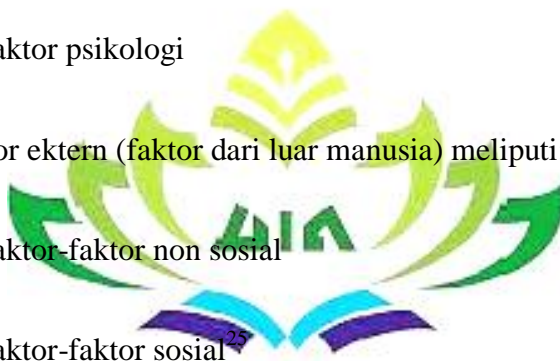 aktor psikologi
or ektern (faktor dari luar manusia) meliputi
aktor-faktor non sosial
aktor-faktor sosial25